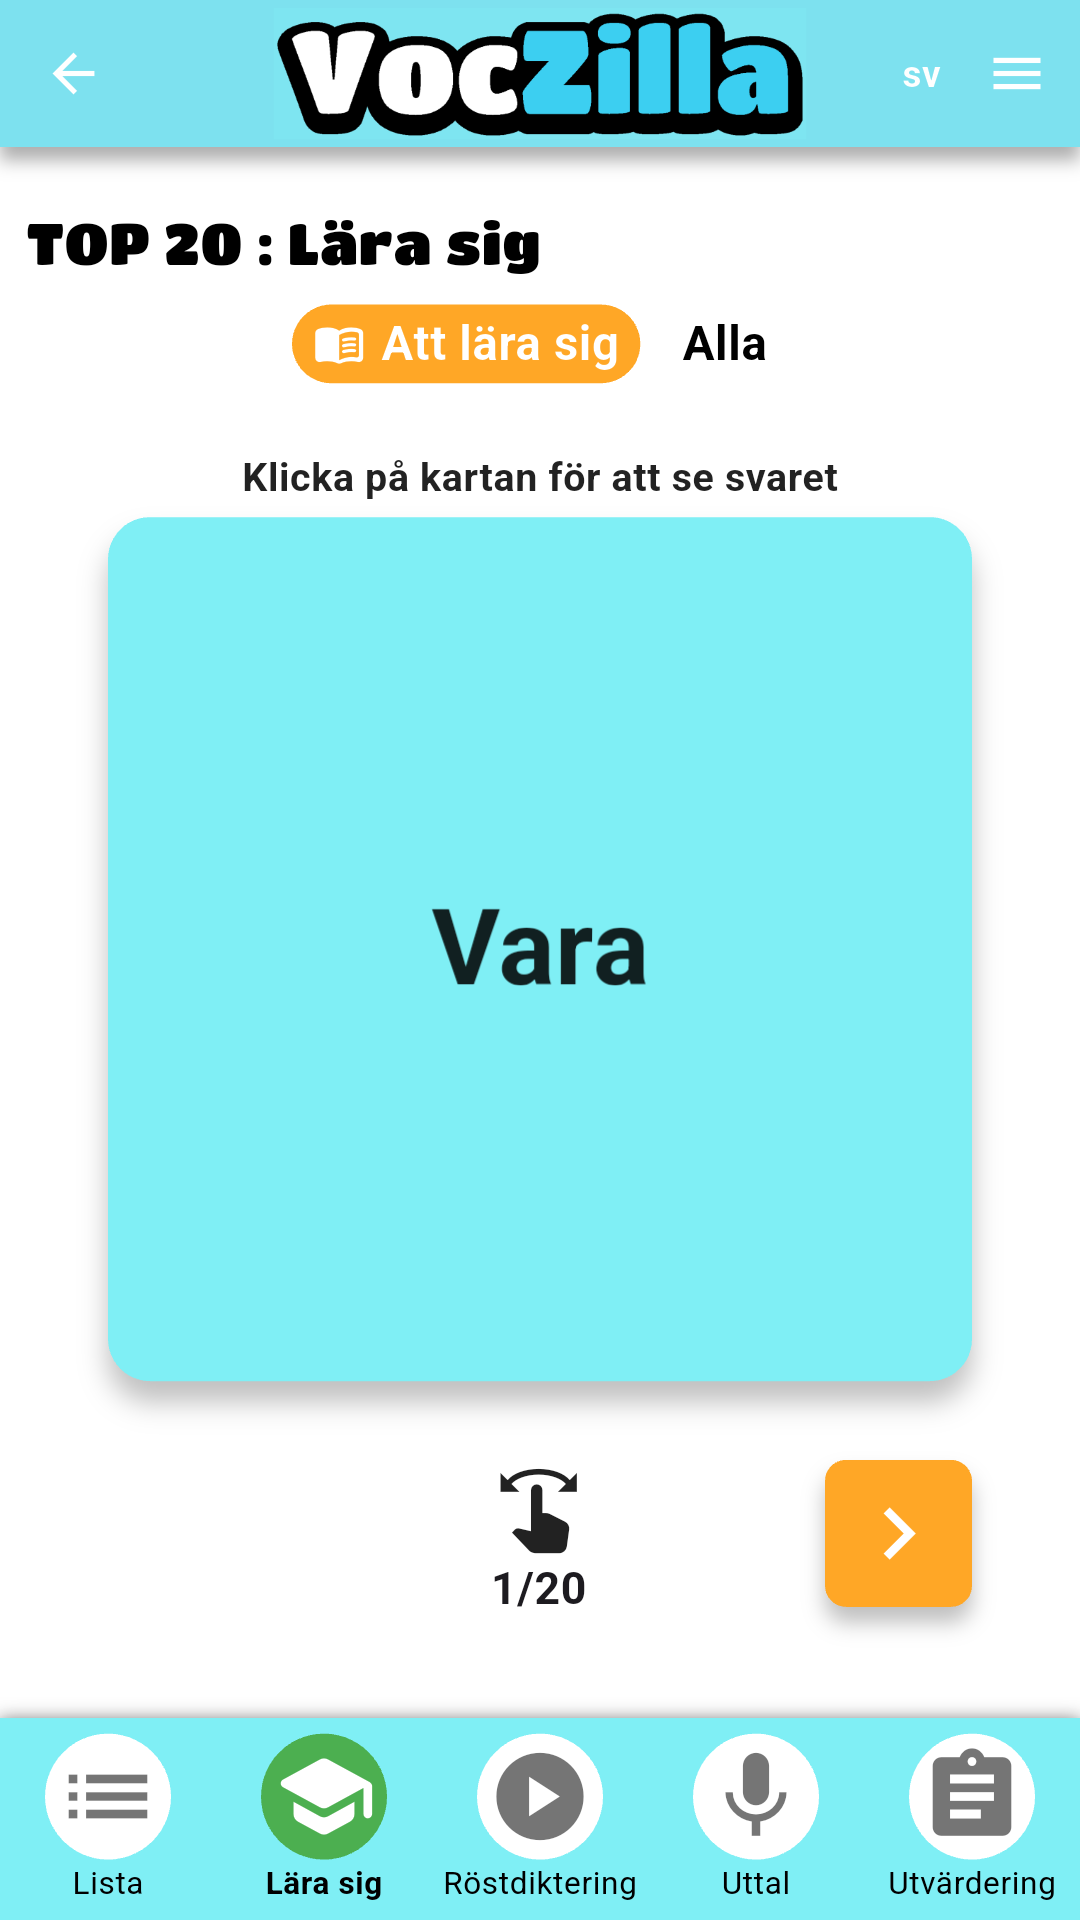 VocZilla
sv
TOP 20 : Lära sig
Att lära sig
Alla
Klicka på kartan för att se svaret
Vara
1/20
Lista
Lära sig
Röstdiktering
Uttal
Utvärdering